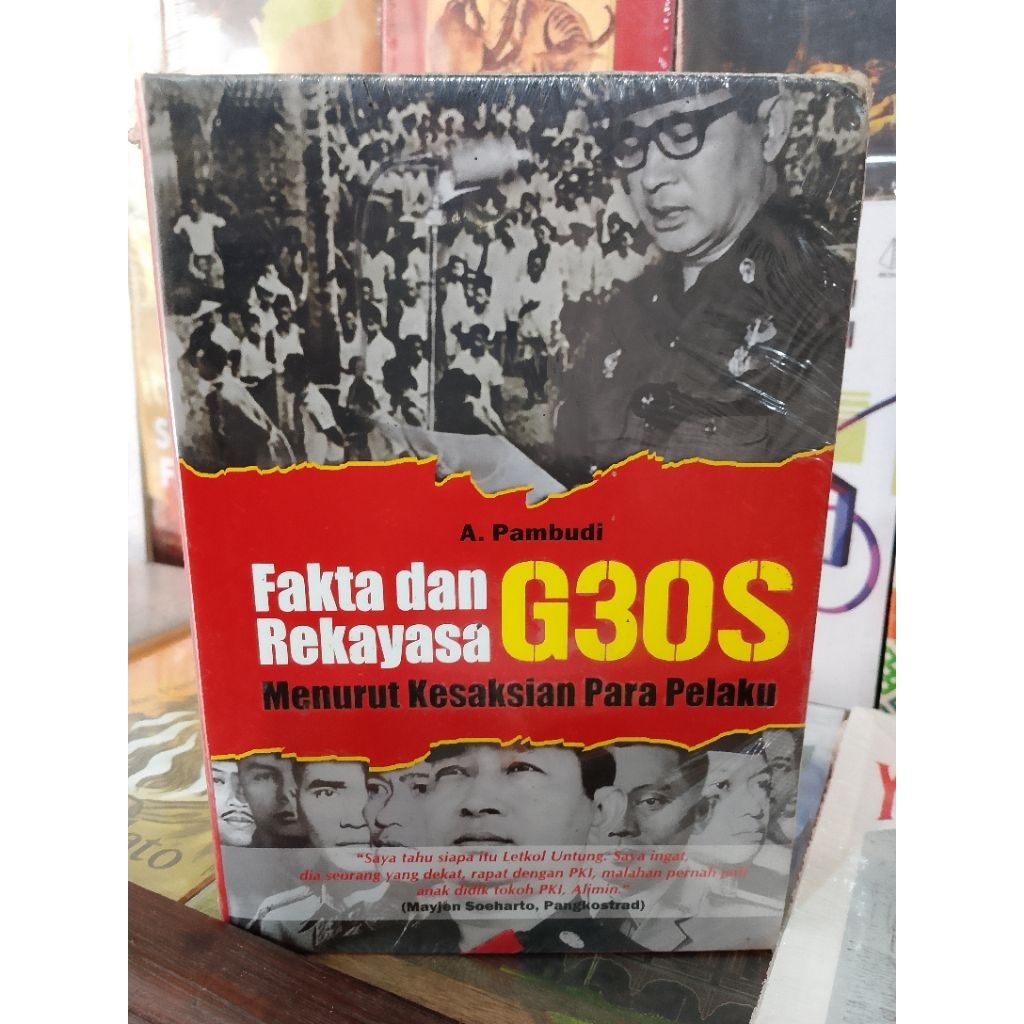 A. Pambudi
Fakta dan
Rekayasa
G30S
Menurut Kesaksian Para Pelaku
"Saya tahu siapa itu Letkol Untung. Saya ingat,
dia seorang yang dekat, rapat dengan PKI, malahan pernah jadi
anak didik tokoh PKI, Alimin."
(Mayjen Soeharto, Pangkostrad)
nto
Y